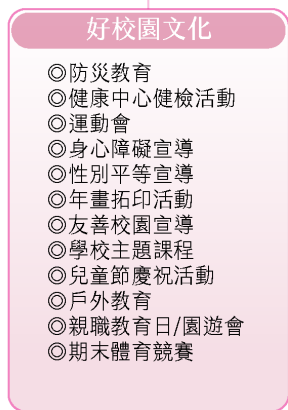 好校園文化
◎防災教育
◎健康中心健檢活動
◎運動會
◎身心障礙宣導
◎性別平等宣導
◎年畫拓印活動
◎友善校園宣導
◎學校主題課程
◎兒童節慶祝活動
◎戶外教育
◎親職教育日/園遊會
◎期末體育競賽